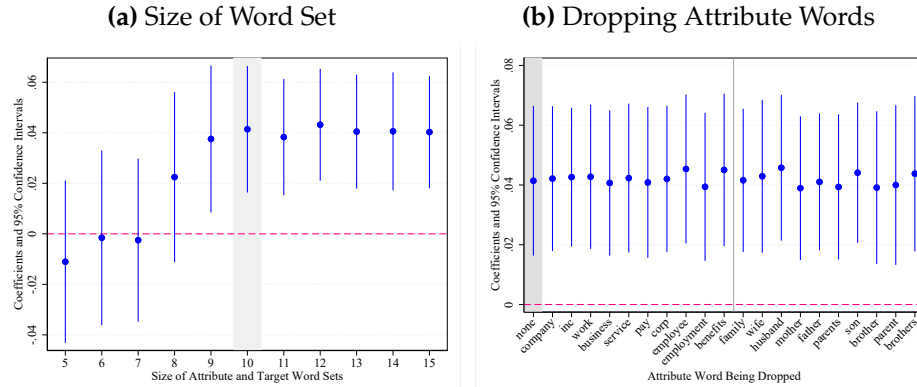 (a) Size of Word Set
Coefficients and 95% Confidence Intervals
.06
.04
.02
0
-.02
-.04
5 6 7 8 9 10 11 12 13 14 15
Size of Attribute and Target Word Sets
(b) Dropping Attribute Words
Coefficients and 95% Confidence Intervals
.08
.06
.04
.02
0
none company inc work business service pay corp employee employment benefits family wife husband mother father parents son brother parent brothers
Attribute Word Being Dropped